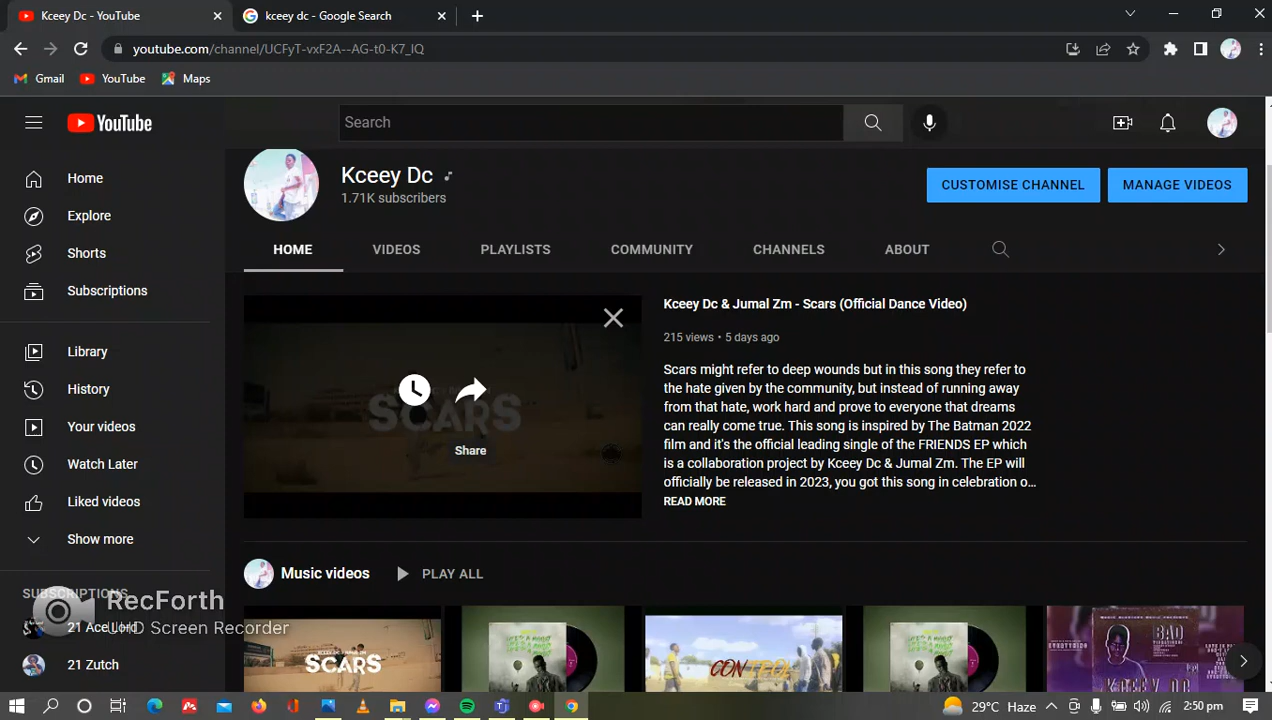 Kceey Dc - YouTube
kceey dc - Google Search
youtube.com/channel/UCFyT-vxF2A--AG-t0-K7_IQ
Gmail YouTube Maps
YouTube
Search
Home
Explore
Shorts
Subscriptions
Library
History
Your videos
Watch Later
Liked videos
Show more
SUBSCRIPTIONS
21 Ace Lord
21 Zutch
RecForth
Screen Recorder
Kceey Dc
1.71K subscribers
CUSTOMISE CHANNEL
MANAGE VIDEOS
HOME VIDEOS PLAYLISTS COMMUNITY CHANNELS ABOUT
SCARS
Share
Kceey Dc & Jumal Zm - Scars (Official Dance Video)
215 views • 5 days ago
Scars might refer to deep wounds but in this song they refer to
the hate given by the community, but instead of running away
from that hate, work hard and prove to everyone that dreams
can really come true. This song is inspired by The Batman 2022
film and it's the official leading single of the FRIENDS EP which
is a collaboration project by Kceey Dc & Jumal Zm. The EP will
officially be released in 2023, you got this song in celebration o...
READ MORE
Music videos
PLAY ALL
SCARS
CONTROL
BAD
KCEEY DC
29°C Haze
2:50 pm